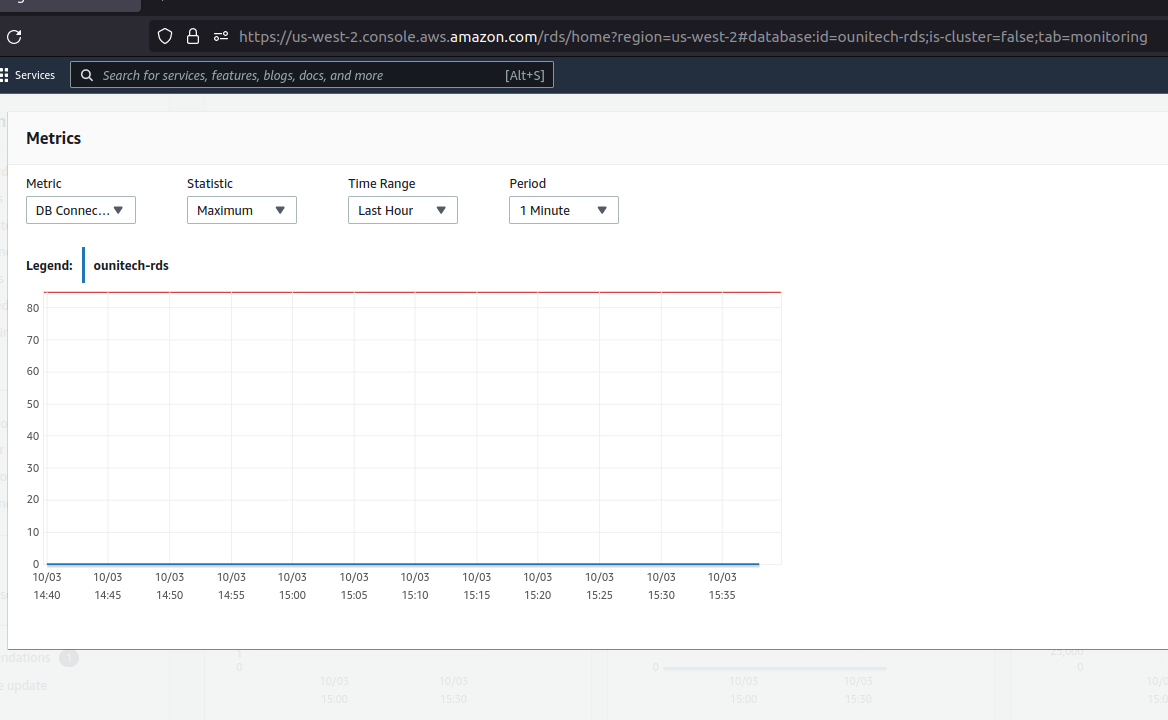 https://us-west-2.console.aws.amazon.com/rds/home?region=us-west-2#database:id=ounitech-rds;is-cluster=false;tab=monitoring
Services
Search for services, features, blogs, docs, and more [Alt+S]
Metrics
Metric Statistic Time Range Period
DB Connec... Maximum Last Hour 1 Minute
Legend: ounitech-rds
80
70
60
50
40
30
20
10
0
10/03 10/03 10/03 10/03 10/03 10/03 10/03 10/03 10/03 10/03 10/03 10/03
14:40 14:45 14:50 14:55 15:00 15:05 15:10 15:15 15:20 15:25 15:30 15:35
ndations 1
0 0 0
e update
10/03 10/03 10/03 10/03
15:00 15:30 15:00 15:30